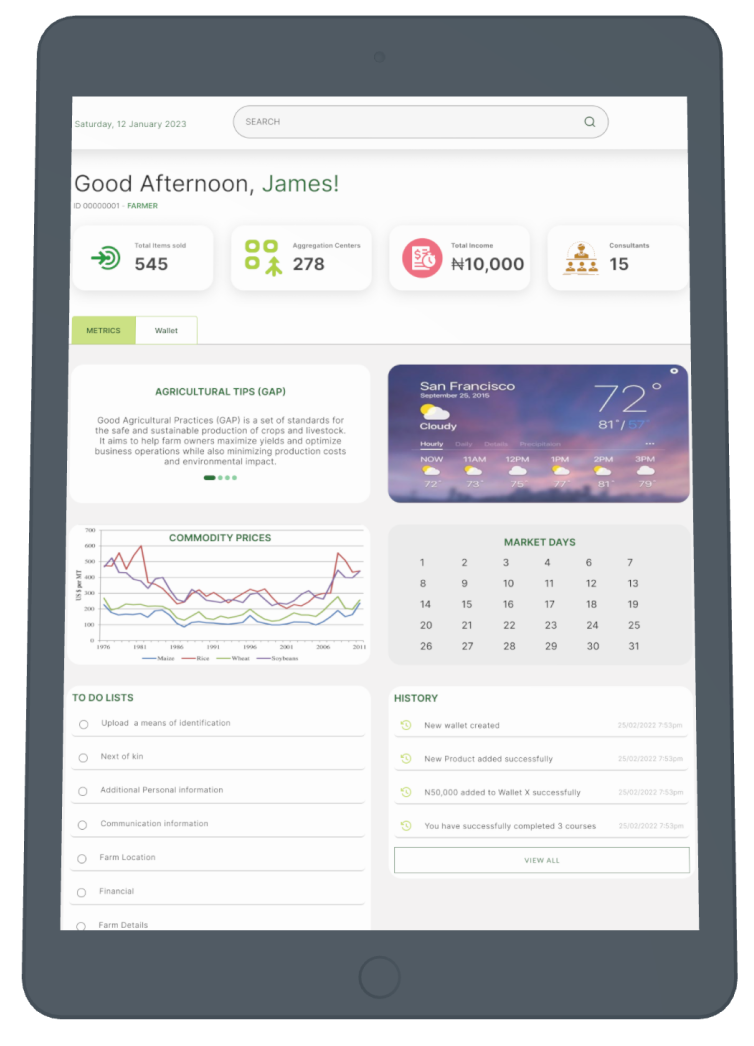 Saturday, 12 January 2023
SEARCH
Good Afternoon, James!
ID 00000001 - FARMER
Total Items sold
545
Aggregation Centers
278
Total Income
₦10,000
Consultants
15
METRICS
Wallet
AGRICULTURAL TIPS (GAP)
Good Agricultural Practices (GAP) is a set of standards for
the safe and sustainable production of crops and livestock.
It aims to help farm owners maximize yields and optimize
business operations while also minimizing production costs
and environmental impact.
San Francisco
September 25, 2015
Cloudy
72°
81°/57°
Hourly Daily Details Precipitation
NOW 11AM 12PM 1PM 2PM 3PM
72° 73° 75° 77° 81° 79°
COMMODITY PRICES
US $ per MT
700
600
500
400
300
200
100
0
1976 1981 1986 1991 1996 2001 2006 2011
Maize Rice Wheat Soybeans
MARKET DAYS
1 2 3 4 6 7
8 9 10 11 12 13
14 15 16 17 18 19
20 21 22 23 24 25
26 27 28 29 30 31
TO DO LISTS
Upload a means of identification
Next of kin
Additional Personal information
Communication information
Farm Location
Financial
Farm Details
HISTORY
New wallet created 25/02/2022 7:53pm
New Product added successfully 25/02/2022 7:53pm
N50,000 added to Wallet X successfully 25/02/2022 7:53pm
You have successfully completed 3 courses 25/02/2022 7:53pm
VIEW ALL